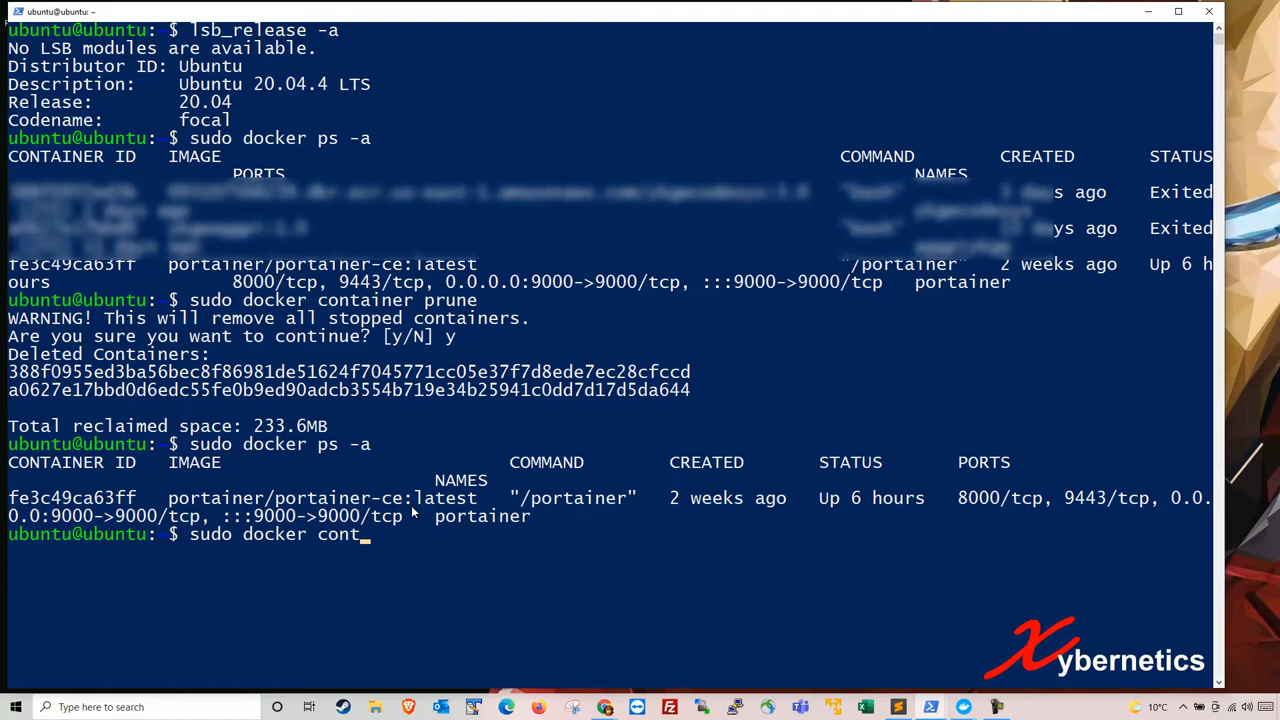 ubuntu@ubuntu: ~
ubuntu@ubuntu:~$ lsb_release -a
No LSB modules are available.
Distributor ID: Ubuntu
Description:    Ubuntu 20.04.4 LTS
Release:        20.04
Codename:       focal
ubuntu@ubuntu:~$ sudo docker ps -a
CONTAINER ID   IMAGE   COMMAND   CREATED   STATUS
PORTS   NAMES
days ago   Exited
days ago   Exited
fe3c49ca63ff   portainer/portainer-ce:latest   "/portainer"   2 weeks ago   Up 6 h
ours   8000/tcp, 9443/tcp, 0.0.0.0:9000->9000/tcp, :::9000->9000/tcp   portainer
ubuntu@ubuntu:~$ sudo docker container prune
WARNING! This will remove all stopped containers.
Are you sure you want to continue? [y/N] y
Deleted Containers:
388f0955ed3ba56bec8f86981de51624f7045771cc05e37f7d8ede7ec28cfccd
a0627e17bbd0d6edc55fe0b9ed90adcb3554b719e34b25941c0dd7d17d5da644
Total reclaimed space: 233.6MB
ubuntu@ubuntu:~$ sudo docker ps -a
CONTAINER ID   IMAGE   COMMAND   CREATED   STATUS   PORTS
NAMES
fe3c49ca63ff   portainer/portainer-ce:latest   "/portainer"   2 weeks ago   Up 6 hours   8000/tcp, 9443/tcp, 0.0.
0.0:9000->9000/tcp, :::9000->9000/tcp   portainer
ubuntu@ubuntu:~$ sudo docker cont
Xybernetics
Type here to search
10°C